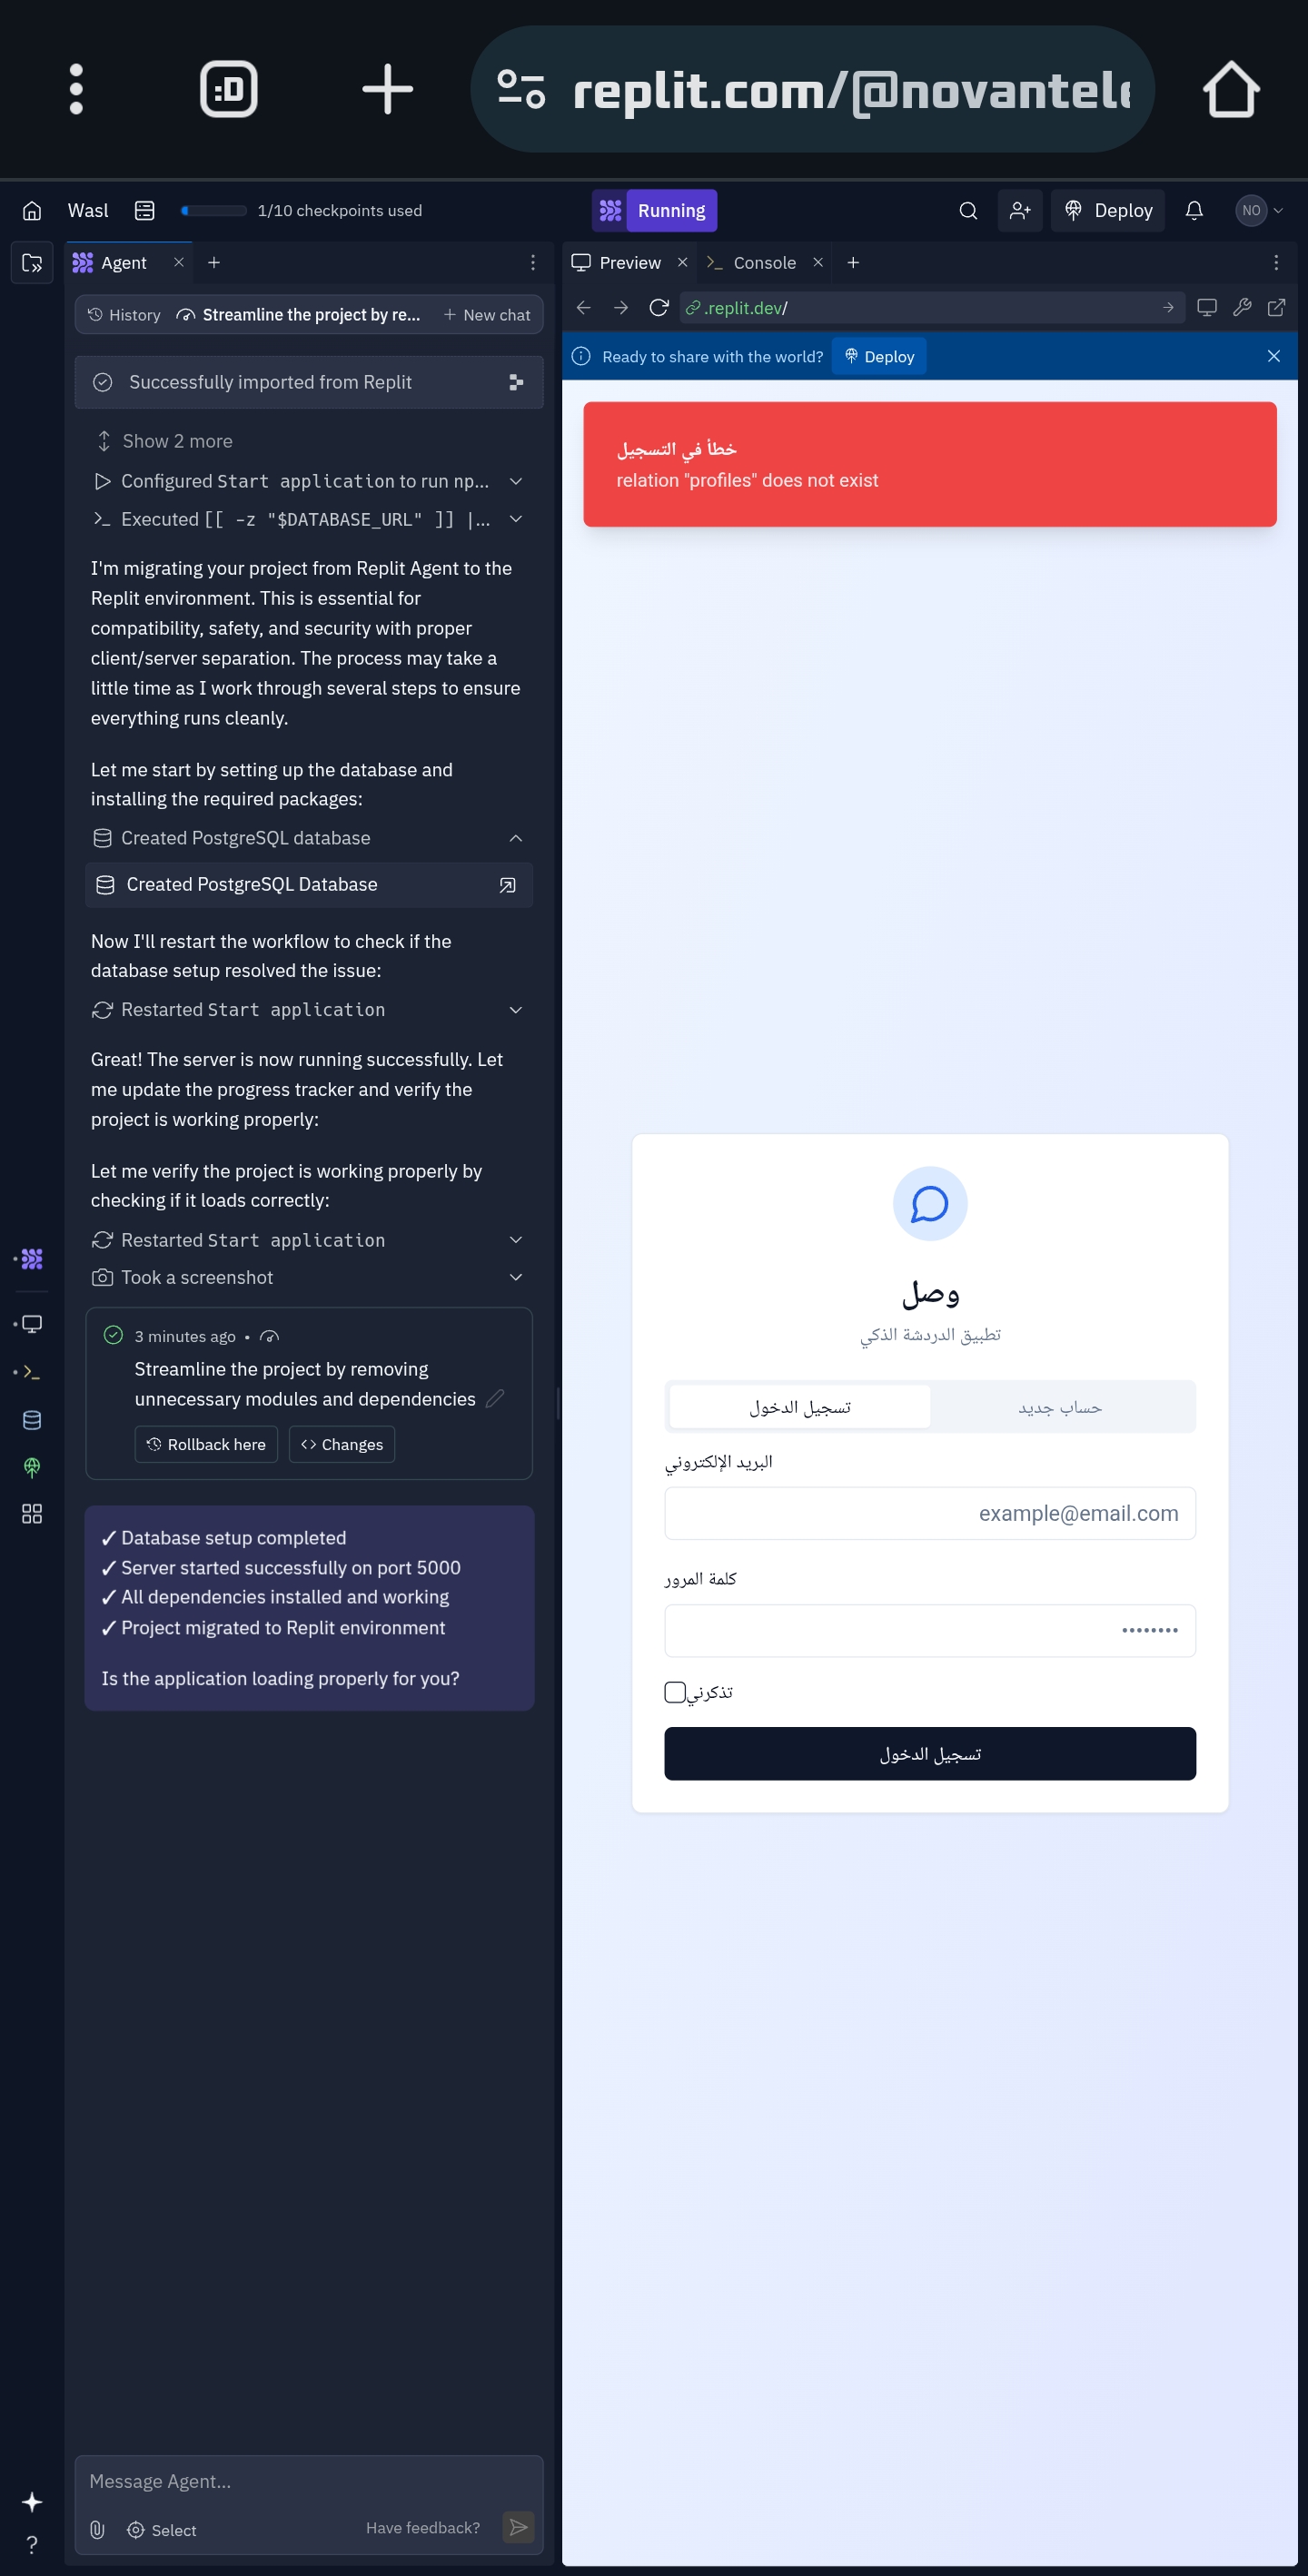 :D
replit.com/@novantel
Wasl
1/10 checkpoints used
Running
Deploy
NO
Agent
Preview
Console
History
Streamline the project by re...
New chat
.replit.dev/
Ready to share with the world?
Deploy
Successfully imported from Replit
خطأ في التسجيل
relation "profiles" does not exist
Show 2 more
Configured Start application to run np...
Executed [[ -z "$DATABASE_URL" ]] |...
I'm migrating your project from Replit Agent to the
Replit environment. This is essential for
compatibility, safety, and security with proper
client/server separation. The process may take a
little time as I work through several steps to ensure
everything runs cleanly.
Let me start by setting up the database and
installing the required packages:
Created PostgreSQL database
Created PostgreSQL Database
Now I'll restart the workflow to check if the
database setup resolved the issue:
Restarted Start application
Great! The server is now running successfully. Let
me update the progress tracker and verify the
project is working properly:
Let me verify the project is working properly by
checking if it loads correctly:
Restarted Start application
Took a screenshot
3 minutes ago •
Streamline the project by removing
unnecessary modules and dependencies
Rollback here
Changes
✓ Database setup completed
✓ Server started successfully on port 5000
✓ All dependencies installed and working
✓ Project migrated to Replit environment
Is the application loading properly for you?
وصل
تطبيق الدردشة الذكي
تسجيل الدخول
حساب جديد
البريد الإلكتروني
example@email.com
كلمة المرور
••••••••
تذكرني
تسجيل الدخول
Message Agent...
Select
Have feedback?
?